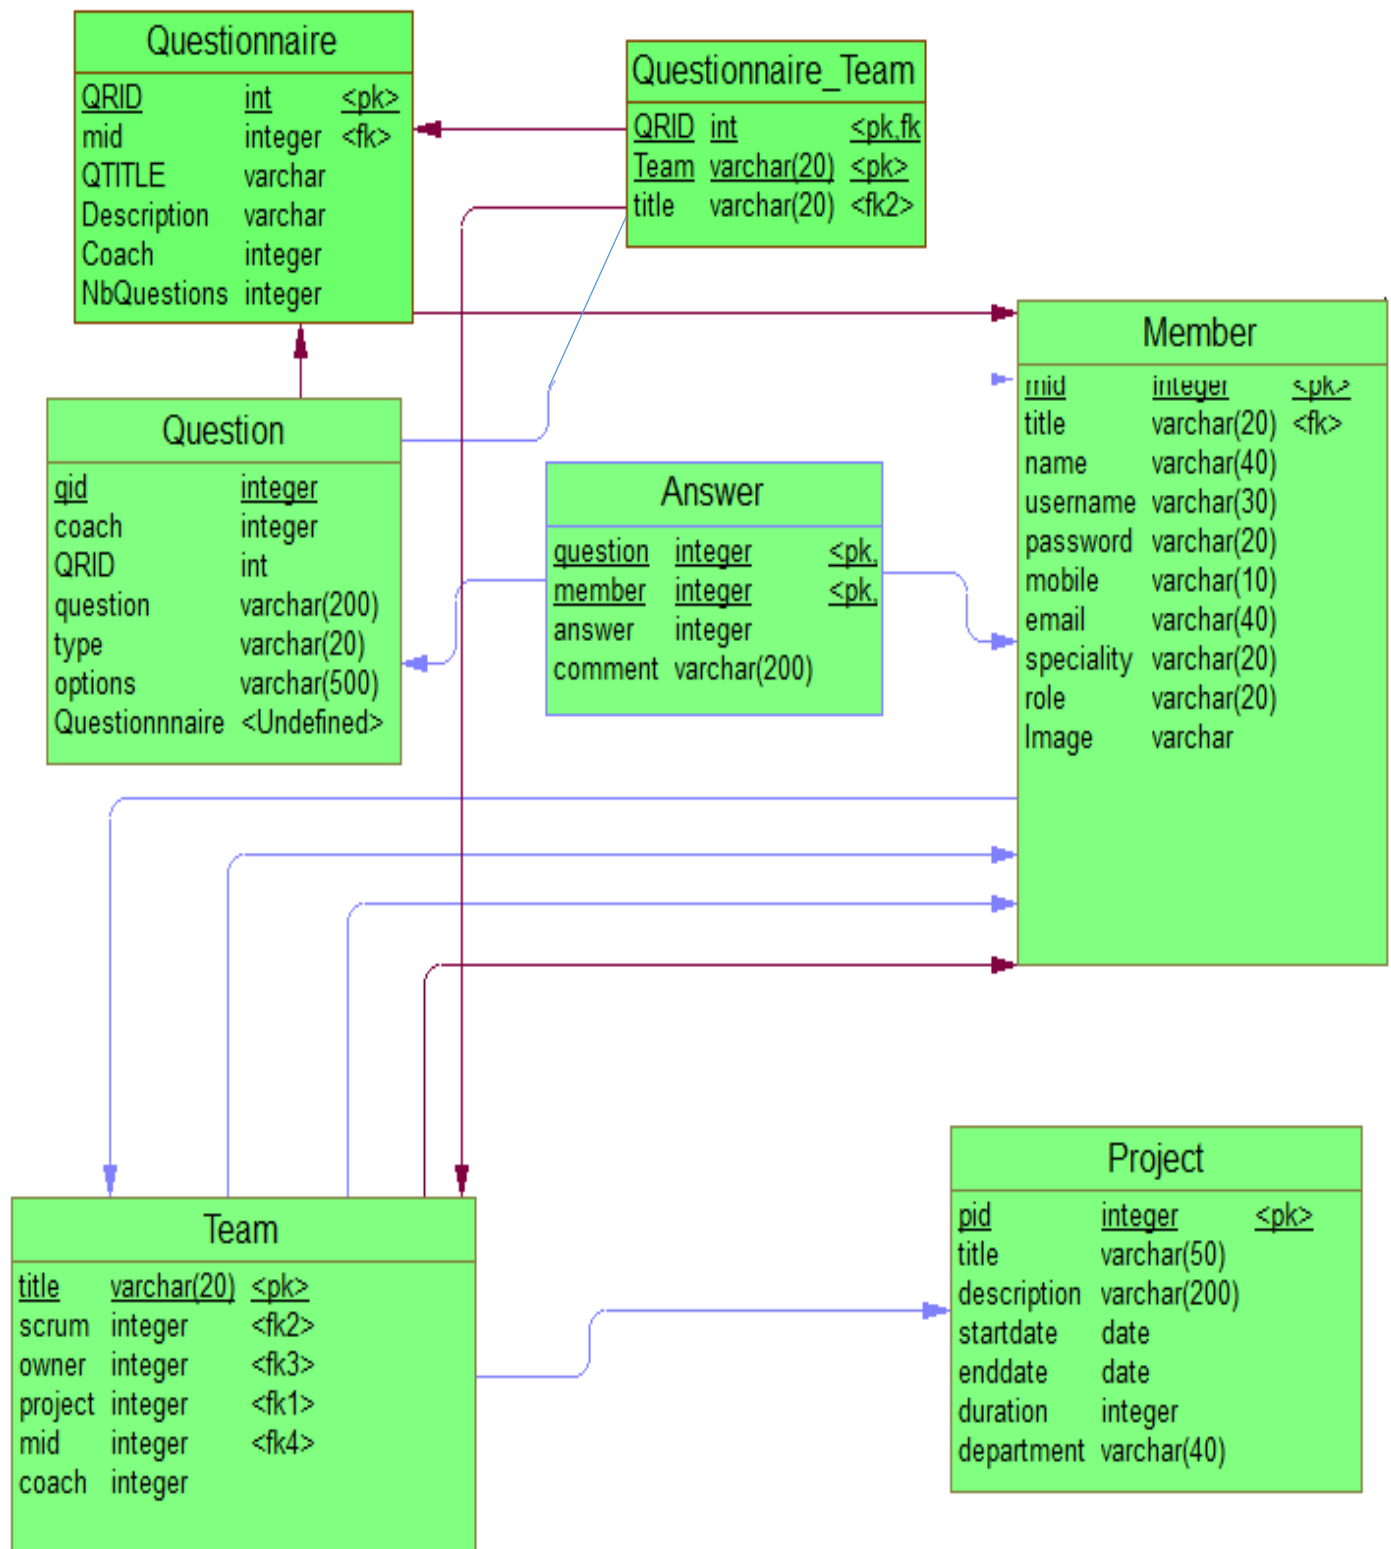 Questionnaire
QRID int <pk>
mid integer <fk>
QTITLE varchar
Description varchar
Coach integer
NbQuestions integer
Questionnaire_Team
QRID int <pk,fk
Team varchar(20) <pk>
title varchar(20) <fk2>
Member
mid integer <pk>
title varchar(20) <fk>
name varchar(40)
username varchar(30)
password varchar(20)
mobile varchar(10)
email varchar(40)
speciality varchar(20)
role varchar(20)
Image varchar
Question
qid integer
coach integer
QRID int
question varchar(200)
type varchar(20)
options varchar(500)
Questionnnaire <Undefined>
Answer
question integer <pk,
member integer <pk,
answer integer
comment varchar(200)
Team
title varchar(20) <pk>
scrum integer <fk2>
owner integer <fk3>
project integer <fk1>
mid integer <fk4>
coach integer
Project
pid integer <pk>
title varchar(50)
description varchar(200)
startdate date
enddate date
duration integer
department varchar(40)